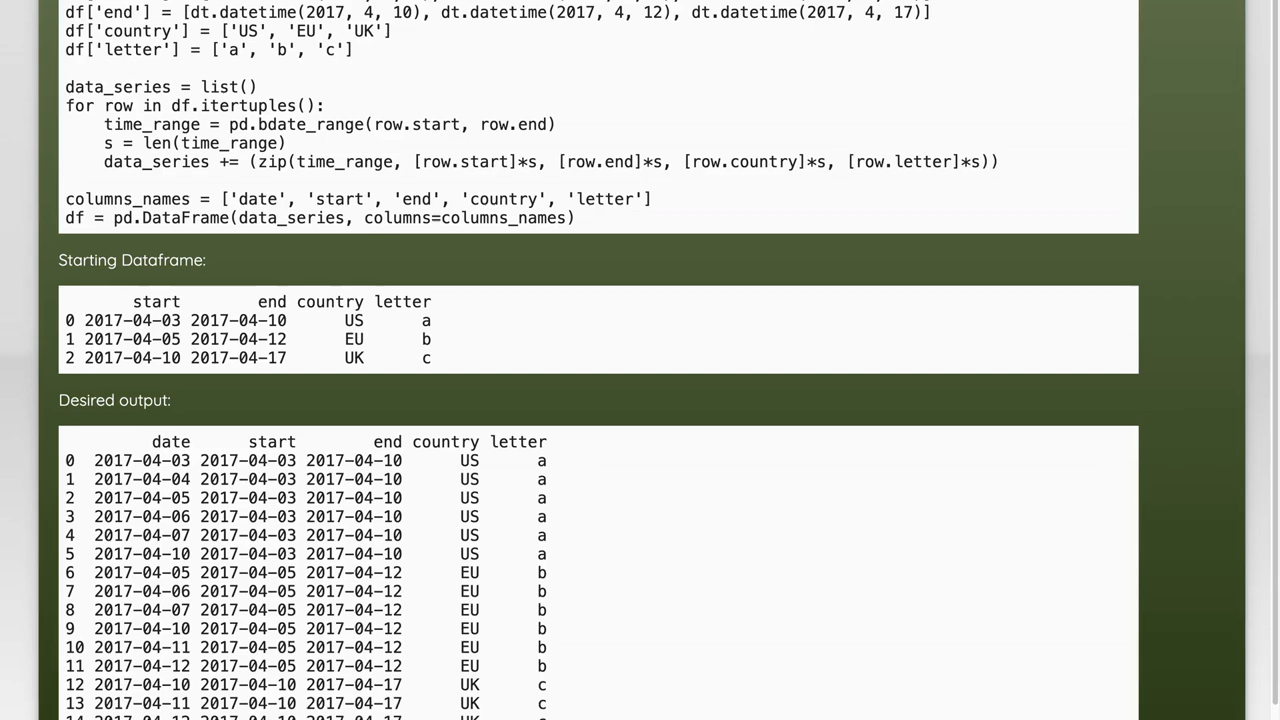 df['end'] = [dt.datetime(2017, 4, 10), dt.datetime(2017, 4, 12), dt.datetime(2017, 4, 17)]
df['country'] = ['US', 'EU', 'UK']
df['letter'] = ['a', 'b', 'c']
data_series = list()
for row in df.itertuples():
    time_range = pd.bdate_range(row.start, row.end)
    s = len(time_range)
    data_series += (zip(time_range, [row.start]*s, [row.end]*s, [row.country]*s, [row.letter]*s))
columns_names = ['date', 'start', 'end', 'country', 'letter']
df = pd.DataFrame(data_series, columns=columns_names)
Starting Dataframe:
start end country letter
0 2017-04-03 2017-04-10 US a
1 2017-04-05 2017-04-12 EU b
2 2017-04-10 2017-04-17 UK c
Desired output:
date start end country letter
0 2017-04-03 2017-04-03 2017-04-10 US a
1 2017-04-04 2017-04-03 2017-04-10 US a
2 2017-04-05 2017-04-03 2017-04-10 US a
3 2017-04-06 2017-04-03 2017-04-10 US a
4 2017-04-07 2017-04-03 2017-04-10 US a
5 2017-04-10 2017-04-03 2017-04-10 US a
6 2017-04-05 2017-04-05 2017-04-12 EU b
7 2017-04-06 2017-04-05 2017-04-12 EU b
8 2017-04-07 2017-04-05 2017-04-12 EU b
9 2017-04-10 2017-04-05 2017-04-12 EU b
10 2017-04-11 2017-04-05 2017-04-12 EU b
11 2017-04-12 2017-04-05 2017-04-12 EU b
12 2017-04-10 2017-04-10 2017-04-17 UK c
13 2017-04-11 2017-04-10 2017-04-17 UK c
14 2017-04-12 2017-04-10 2017-04-17 UK c